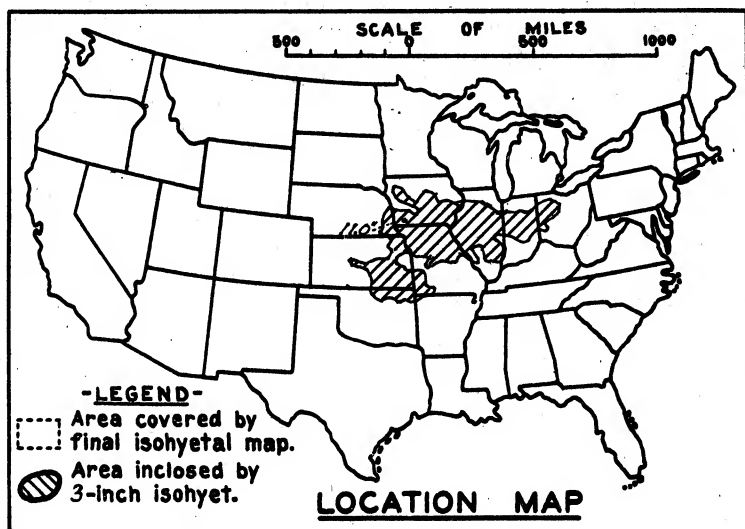 SCALE OF MILES
500 0 500 1000
-LEGEND-
Area covered by
final isohyetal map.
Area inclosed by
3-inch isohyet.
LOCATION MAP